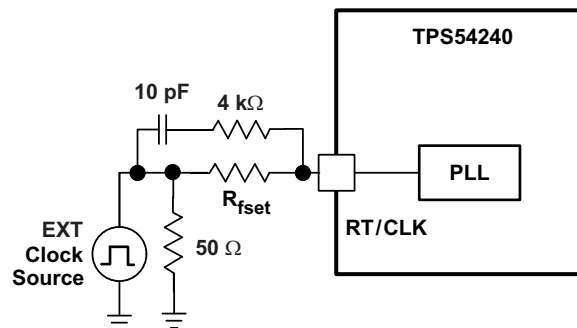 TPS54240
10 pF
4 kΩ
PLL
Rfset
RT/CLK
EXT
Clock
Source
50 Ω